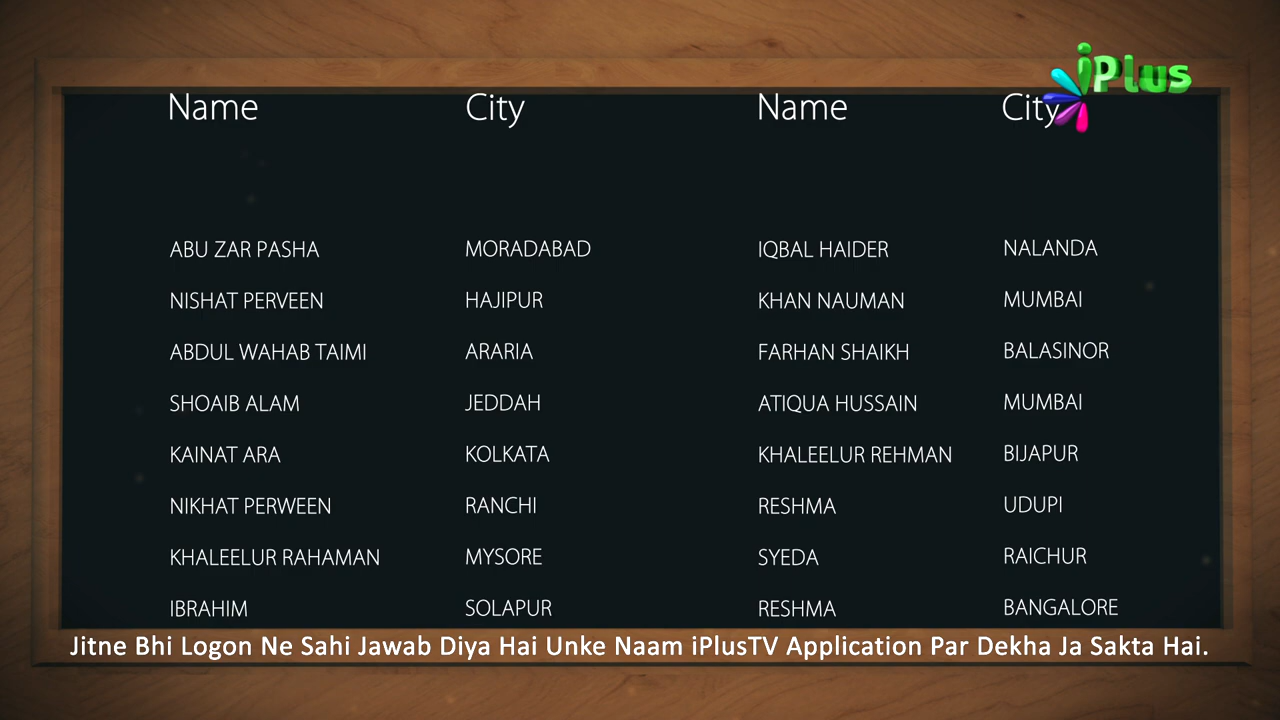 iPlus
Name City Name City
ABU ZAR PASHA MORADABAD IQBAL HAIDER NALANDA
NISHAT PERVEEN HAJIPUR KHAN NAUMAN MUMBAI
ABDUL WAHAB TAIMI ARARIA FARHAN SHAIKH BALASINOR
SHOAIB ALAM JEDDAH ATIQUA HUSSAIN MUMBAI
KAINAT ARA KOLKATA KHALEELUR REHMAN BIJAPUR
NIKHAT PERWEEN RANCHI RESHMA UDUPI
KHALEELUR RAHAMAN MYSORE SYEDA RAICHUR
IBRAHIM SOLAPUR RESHMA BANGALORE
Jitne Bhi Logon Ne Sahi Jawab Diya Hai Unke Naam iPlusTV Application Par Dekha Ja Sakta Hai.